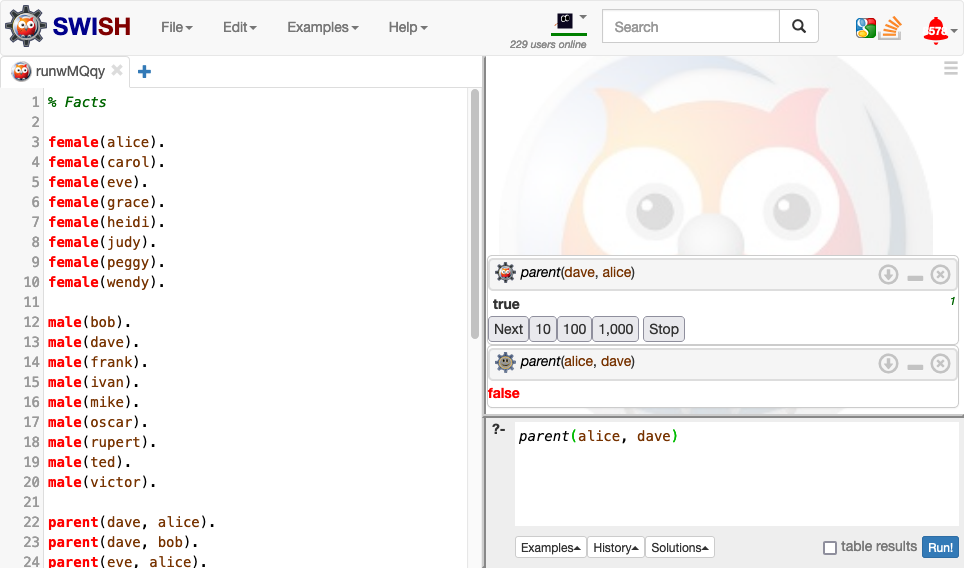 SWISH File Edit Examples Help 229 users online Search 578
runwMQqy
1 % Facts
2
3 female(alice).
4 female(carol).
5 female(eve).
6 female(grace).
7 female(heidi).
8 female(judy).
9 female(peggy).
10 female(wendy).
11
12 male(bob).
13 male(dave).
14 male(frank).
15 male(ivan).
16 male(mike).
17 male(oscar).
18 male(rupert).
19 male(ted).
20 male(victor).
21
22 parent(dave, alice).
23 parent(dave, bob).
24 parent(eve, alice).
parent(dave, alice)
true 1
Next 10 100 1,000 Stop
parent(alice, dave)
false
?- parent(alice, dave)
Examples History Solutions table results Run!